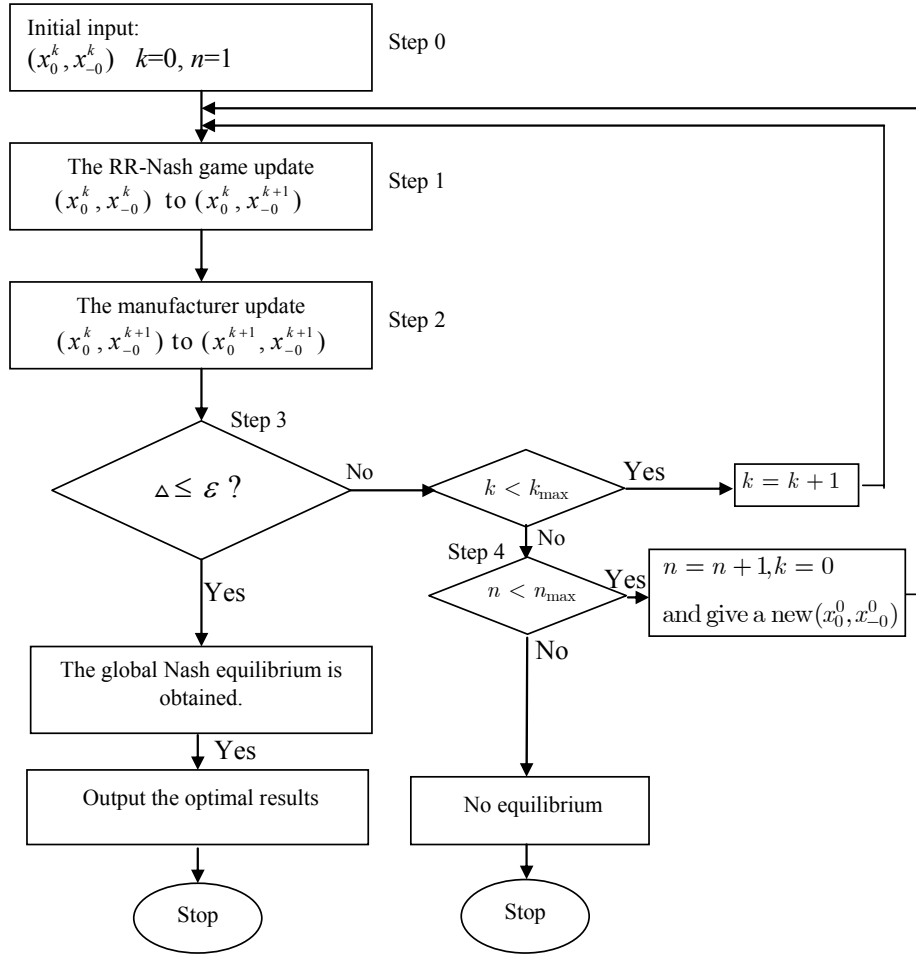 Initial input:
(x_0^k, x_{-0}^k) k=0, n=1
Step 0
The RR-Nash game update
(x_0^k, x_{-0}^k) to (x_0^k, x_{-0}^{k+1})
Step 1
The manufacturer update
(x_0^k, x_{-0}^{k+1}) to (x_0^{k+1}, x_{-0}^{k+1})
Step 2
Step 3
△ ≤ ε ?
No
k < k_max
Yes
k = k + 1
Yes
No
Step 4
n < n_max
Yes
n = n + 1, k = 0
and give a new (x_0^0, x_{-0}^0)
No
The global Nash equilibrium is
obtained.
Yes
Output the optimal results
No equilibrium
Stop
Stop